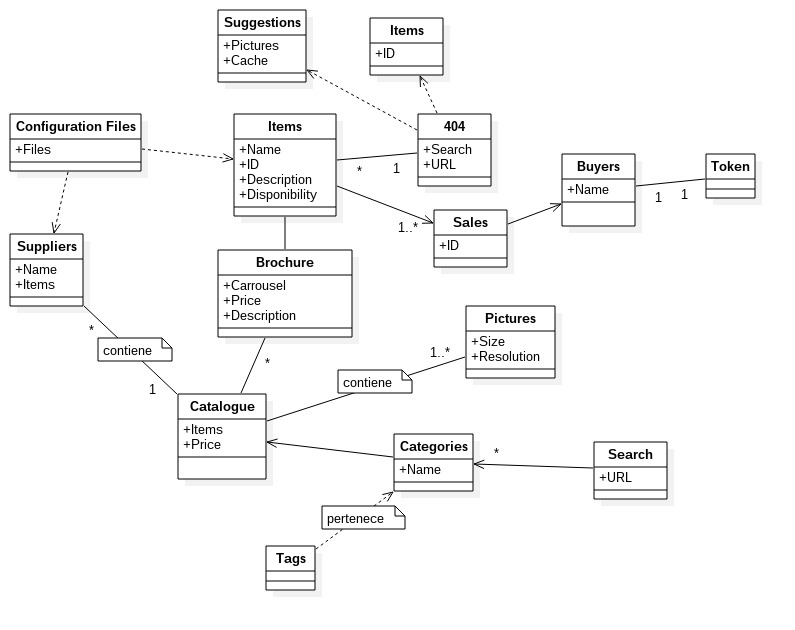 Suggestions
+Pictures
+Cache
Items
+ID
Configuration Files
+Files
Items
+Name
+ID
+Description
+Disponibility
404
+Search
+URL
*
1
1..*
Buyers
+Name
Token
1
1
Sales
+ID
Suppliers
+Name
+Items
Brochure
+Carrousel
+Price
+Description
*
contiene
1
*
Pictures
+Size
+Resolution
1..*
contiene
Catalogue
+Items
+Price
Categories
+Name
*
Search
+URL
pertenece
Tags